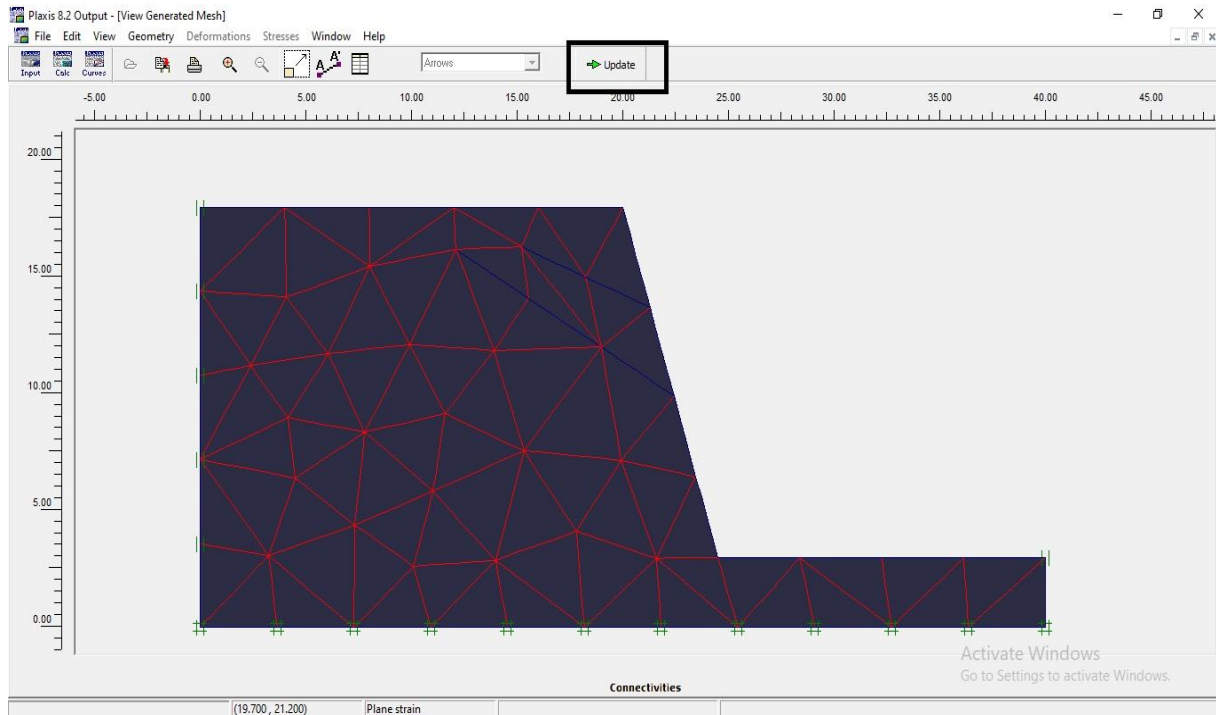 Plaxis 8.2 Output - [View Generated Mesh]
File Edit View Geometry Deformations Stresses Window Help
Input Calc Curves A A' Arrows Update
-5.00 0.00 5.00 10.00 15.00 20.00 25.00 30.00 35.00 40.00 45.00
20.00
15.00
10.00
5.00
0.00
Activate Windows
Go to Settings to activate Windows.
Connectivities
(19.700 , 21.200) Plane strain